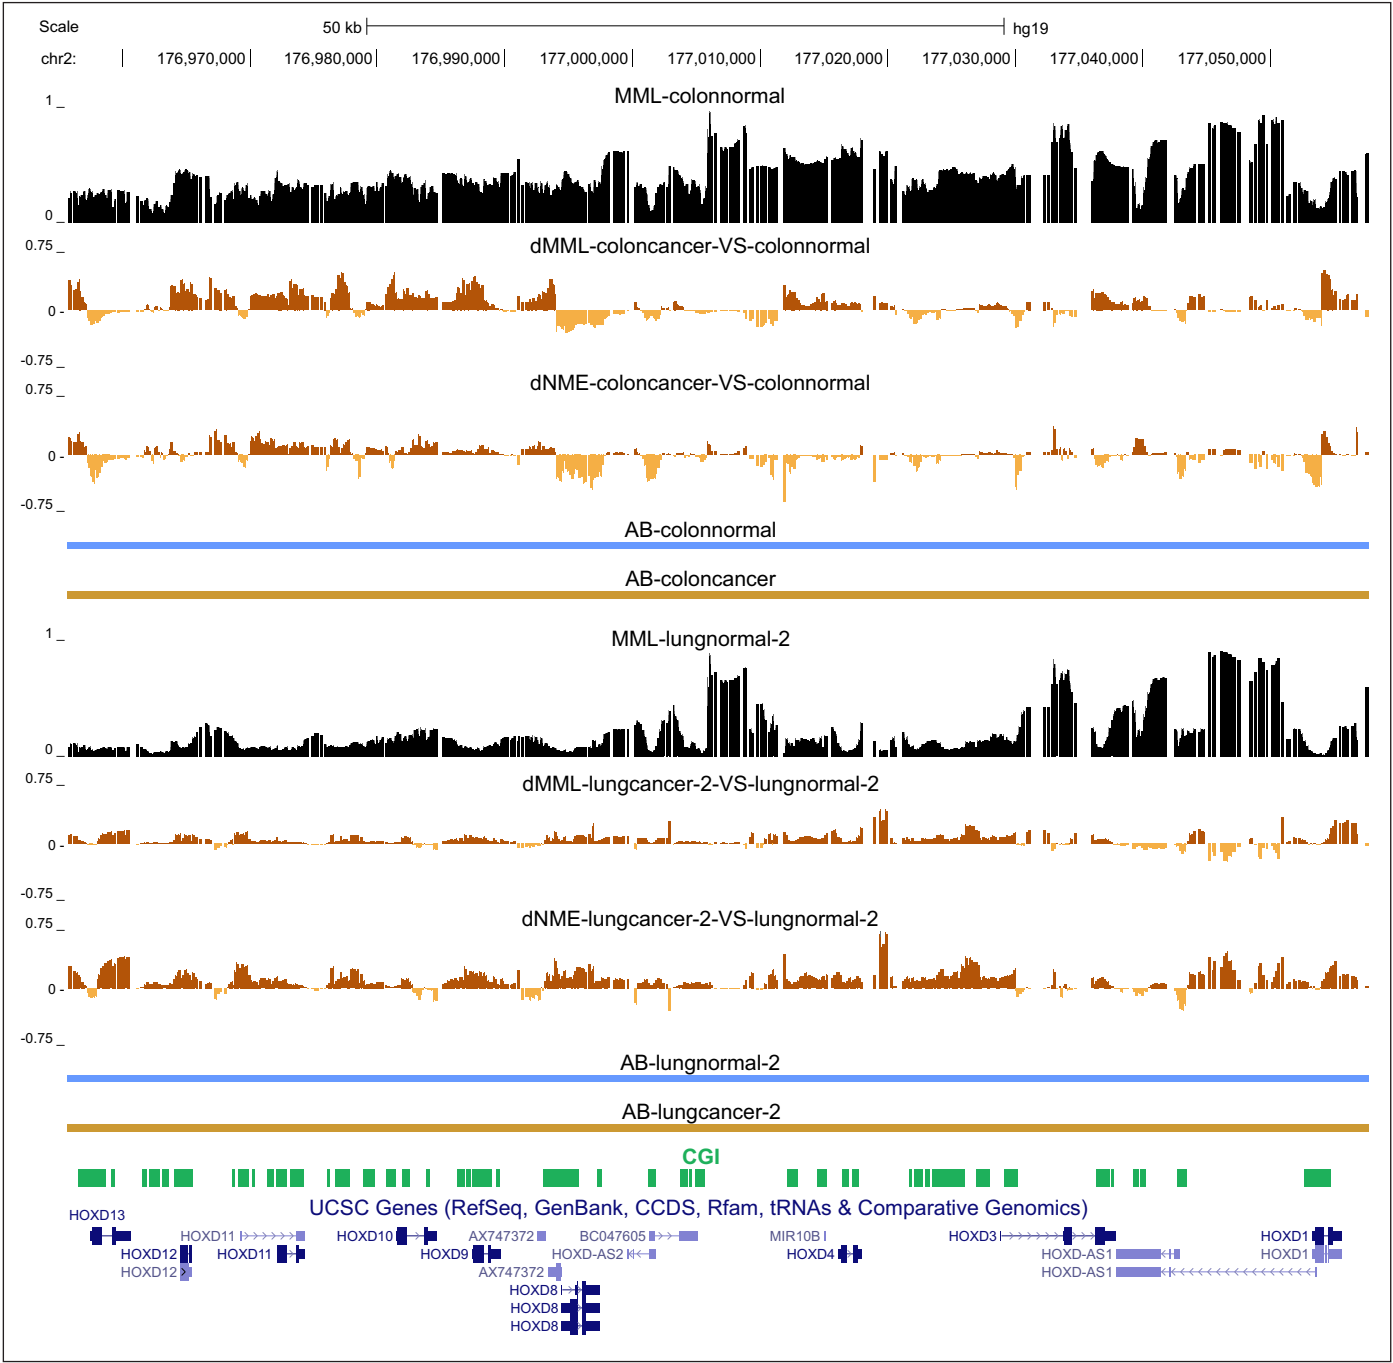 Scale 50 kb hg19
chr2: 176,970,000 176,980,000 176,990,000 177,000,000 177,010,000 177,020,000 177,030,000 177,040,000 177,050,000
MML-colonnormal
1 _
0 _
dMML-coloncancer-VS-colonnormal
0.75 _
0 -
-0.75 _
dNME-coloncancer-VS-colonnormal
0.75 _
0 -
-0.75 _
AB-colonnormal
AB-coloncancer
MML-lungnormal-2
1 _
0 _
dMML-lungcancer-2-VS-lungnormal-2
0.75 _
0 -
-0.75 _
dNME-lungcancer-2-VS-lungnormal-2
0.75 _
0 -
-0.75 _
AB-lungnormal-2
AB-lungcancer-2
CGI
UCSC Genes (RefSeq, GenBank, CCDS, Rfam, tRNAs & Comparative Genomics)
HOXD13
HOXD11 HOXD10 AX747372 BC047605 MIR10B HOXD3 HOXD1
HOXD12 HOXD11 HOXD9 HOXD-AS2 HOXD4 HOXD-AS1 HOXD1
HOXD12 AX747372 HOXD-AS1
HOXD8
HOXD8
HOXD8